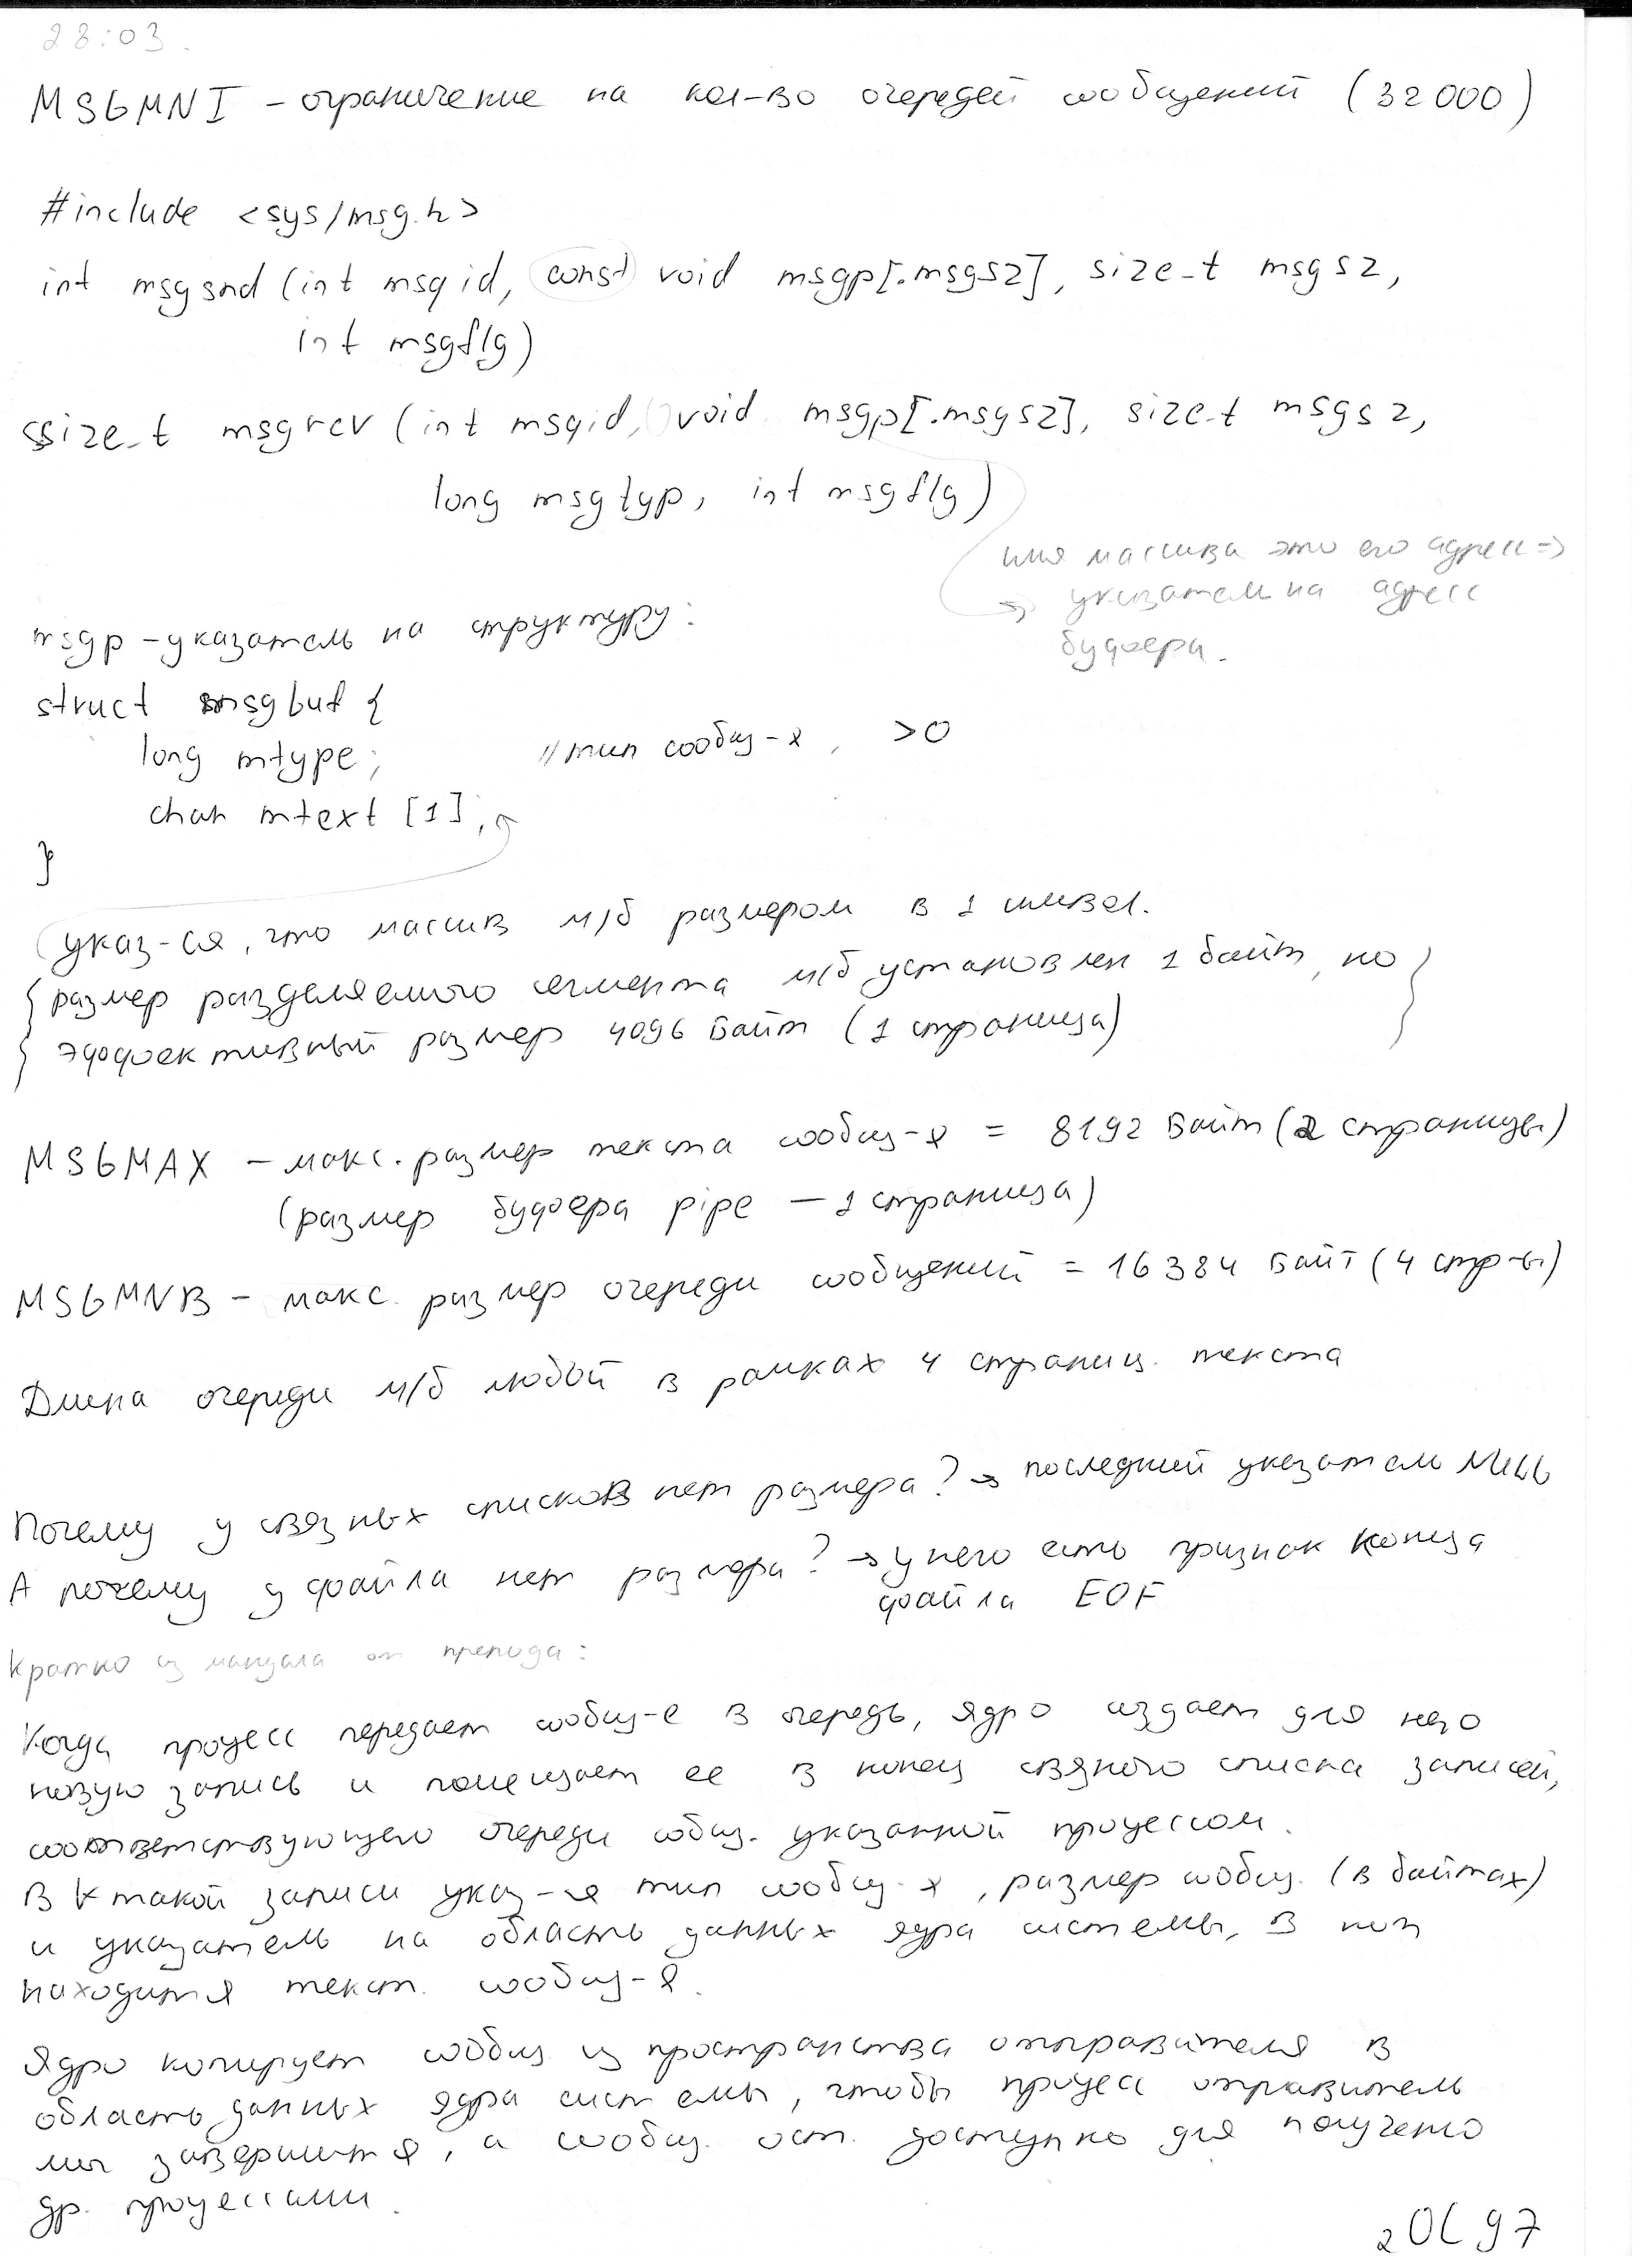 28:03.
MSGMNI - ограничение на кол-во очередей сообщений (32000)
#include <sys/msg.h>
int msgsnd (int msqid, const void msgp[.msgsz], size_t msgsz,
int msgflg)
ssize_t msgrcv (int msqid, void msgp[.msgsz], size_t msgsz,
long msgtyp, int msgflg)
имя массива это его адрес =>
=> указатель на адрес
буфера.
msgp - указатель на структуру:
struct msgbuf {
long mtype; // тип сообщ-я, >0
char mtext [1];
}
(указ-ся, что массив м/б размером в 1 символ.
{ размер разделяемого сегмента м/б установлен 1 байт, но
эффективный размер 4096 байт (1 страница) }
MSGMAX - макс. размер текста сообщ-я = 8192 байт (2 страницы)
(размер буфера pipe - 1 страница)
MSGMNB - макс. размер очереди сообщений = 16384 байт (4 стр-ы)
Длина очереди м/б любой в рамках 4 страниц. текста
Почему у связных списков нет размера? -> последний указатель NULL
А почему у файла нет размера? -> у него есть признак конца
файла EOF
Кратко из мануала от препода:
Когда процесс передает сообщ-е в очередь, ядро создает для него
новую запись и помещает ее в конец связного списка записей,
соответствующего очереди сообщ. указанной процессом.
В ∀ такой записи указ-ся тип сообщ-я, размер сообщ. (в байтах)
и указатель на область данных ядра системы, в кот
находится текст. сообщ-я.
Ядро копирует сообщ из пространства отправителя в
область данных ядра системы, чтобы процесс отправитель
мог завершится, а сообщ. ост. доступно для получено
др. процессами.
2 ОС 97